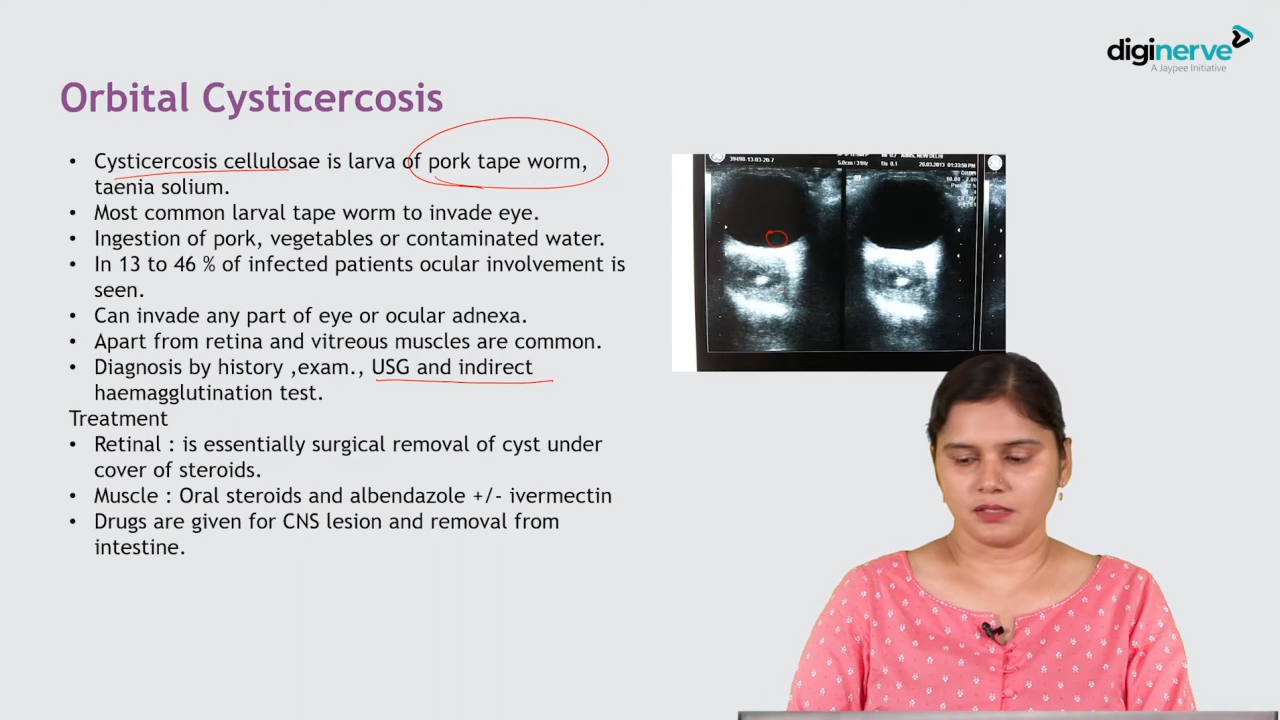 diginerve
A Jaypee Initiative
Orbital Cysticercosis
• Cysticercosis cellulosae is larva of pork tape worm,
taenia solium.
• Most common larval tape worm to invade eye.
• Ingestion of pork, vegetables or contaminated water.
• In 13 to 46 % of infected patients ocular involvement is
seen.
• Can invade any part of eye or ocular adnexa.
• Apart from retina and vitreous muscles are common.
• Diagnosis by history ,exam., USG and indirect
haemagglutination test.
Treatment
• Retinal : is essentially surgical removal of cyst under
cover of steroids.
• Muscle : Oral steroids and albendazole +/- ivermectin
• Drugs are given for CNS lesion and removal from
intestine.
NEW DELHI
20.03.2013